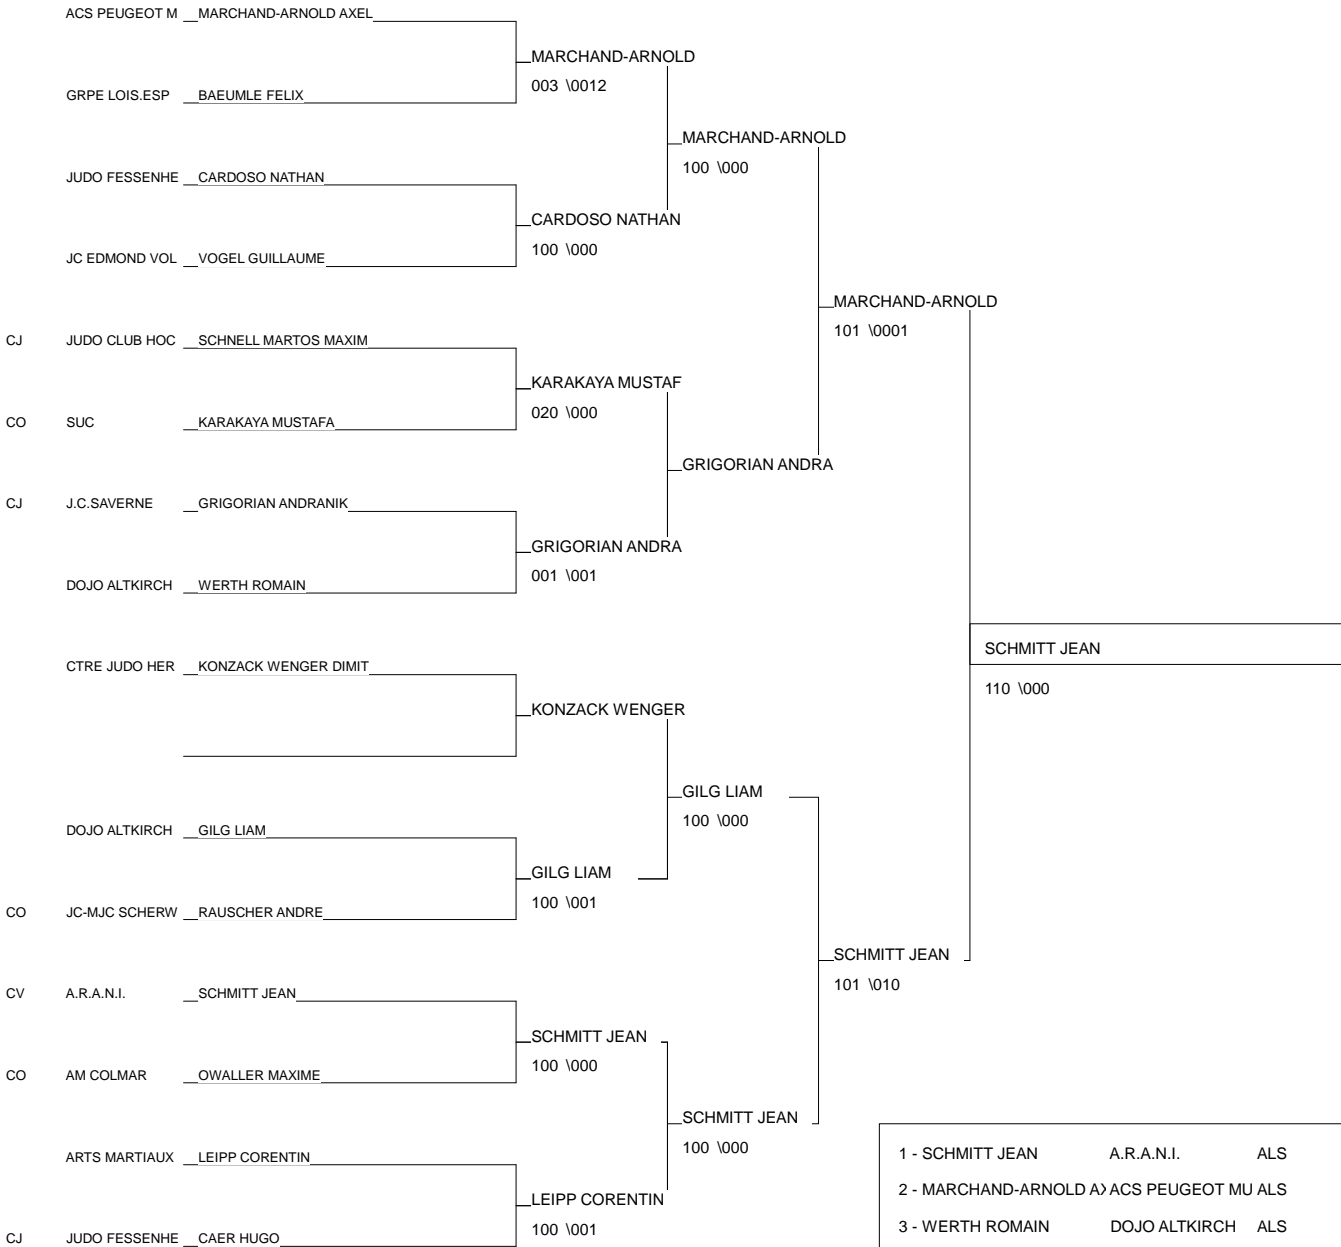 ACS PEUGEOT M MARCHAND-ARNOLD AXEL
MARCHAND-ARNOLD
003 \0012
GRPE LOIS.ESP BAEUMLE FELIX
MARCHAND-ARNOLD
100 \000
JUDO FESSENHE CARDOSO NATHAN
CARDOSO NATHAN
100 \000
JC EDMOND VOL VOGEL GUILLAUME
MARCHAND-ARNOLD
101 \0001
CJ JUDO CLUB HOC SCHNELL MARTOS MAXIM
KARAKAYA MUSTAF
020 \000
CO SUC KARAKAYA MUSTAFA
GRIGORIAN ANDRA
CJ J.C.SAVERNE GRIGORIAN ANDRANIK
GRIGORIAN ANDRA
001 \001
DOJO ALTKIRCH WERTH ROMAIN
SCHMITT JEAN
110 \000
CTRE JUDO HER KONZACK WENGER DIMIT
KONZACK WENGER
GILG LIAM
100 \000
DOJO ALTKIRCH GILG LIAM
GILG LIAM
100 \001
CO JC-MJC SCHERW RAUSCHER ANDRE
SCHMITT JEAN
101 \010
CV A.R.A.N.I. SCHMITT JEAN
SCHMITT JEAN
100 \000
CO AM COLMAR OWALLER MAXIME
SCHMITT JEAN
100 \000
ARTS MARTIAUX LEIPP CORENTIN
LEIPP CORENTIN
100 \001
CJ JUDO FESSENHE CAER HUGO
1 - SCHMITT JEAN A.R.A.N.I. ALS
2 - MARCHAND-ARNOLD AX ACS PEUGEOT MU ALS
3 - WERTH ROMAIN DOJO ALTKIRCH ALS